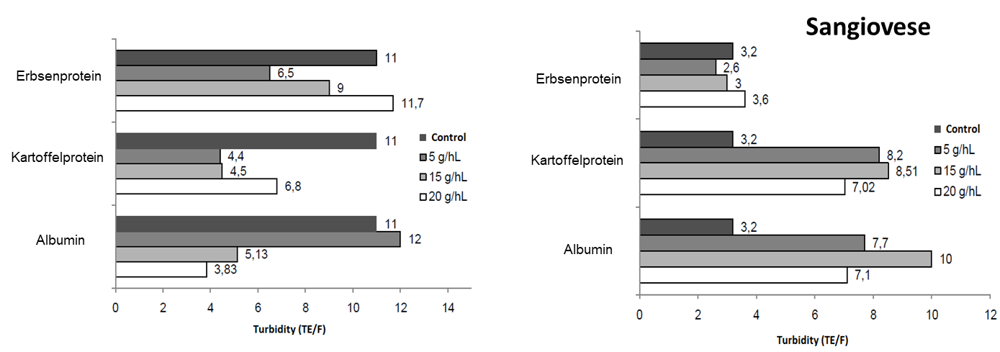 Sangiovese
Erbsenprotein
11
6,5
9
11,7
Kartoffelprotein
11
4,4
4,5
6,8
Albumin
11
12
5,13
3,83
Control
5 g/hL
15 g/hL
20 g/hL
0 2 4 6 8 10 12 14
Turbidity (TE/F)
Erbsenprotein
3,2
2,6
3
3,6
Kartoffelprotein
3,2
8,2
8,51
7,02
Albumin
3,2
7,7
10
7,1
Control
5 g/hL
15 g/hL
20 g/hL
0 2 4 6 8 10 12
Turbidity (TE/F)